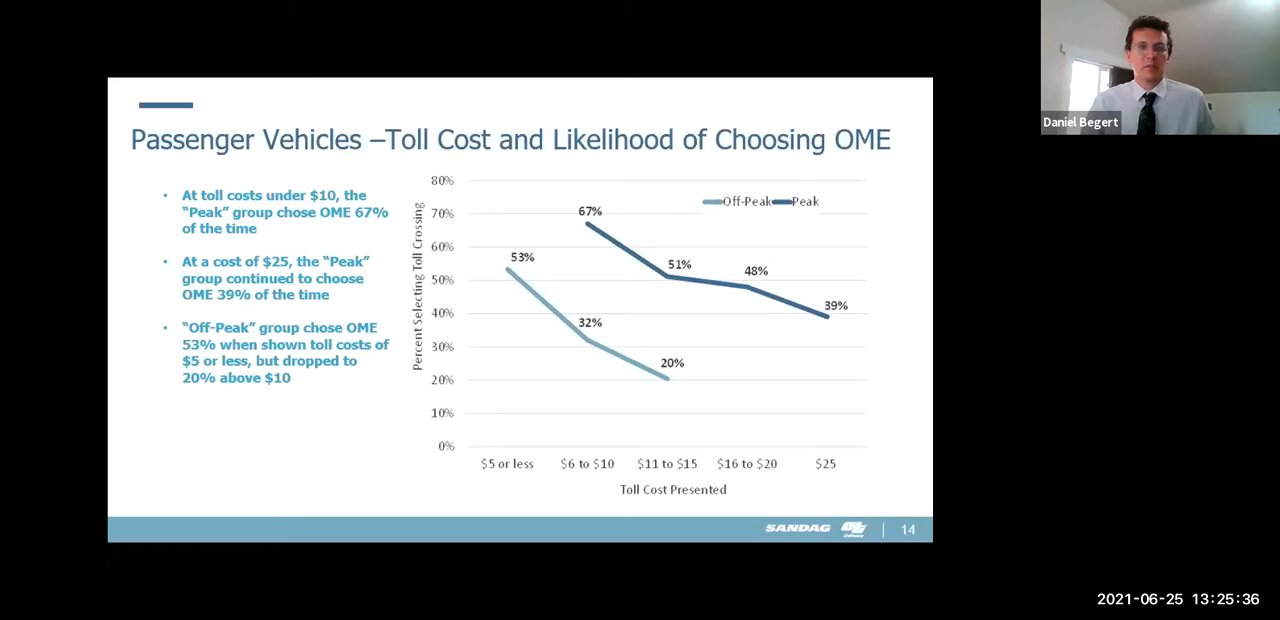 Daniel Begert
Passenger Vehicles –Toll Cost and Likelihood of Choosing OME
• At toll costs under $10, the
“Peak” group chose OME 67%
of the time
• At a cost of $25, the “Peak”
group continued to choose
OME 39% of the time
• “Off-Peak” group chose OME
53% when shown toll costs of
$5 or less, but dropped to
20% above $10
Percent Selecting Toll Crossing
80%
70%
60%
50%
40%
30%
20%
10%
0%
Off-Peak Peak
67%
53%
51%
48%
39%
32%
20%
$5 or less $6 to $10 $11 to $15 $16 to $20 $25
Toll Cost Presented
SANDAG
14
2021-06-25 13:25:36